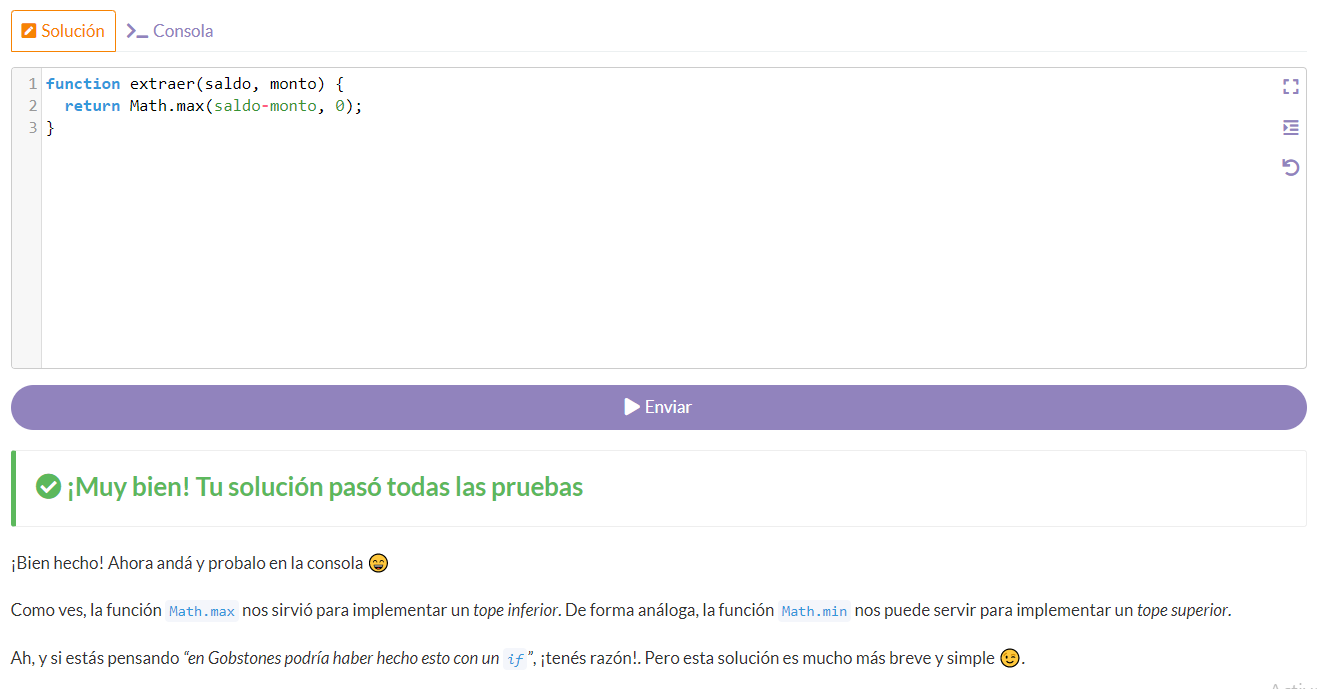 Solución
Consola
1 function extraer(saldo, monto) {
2   return Math.max(saldo-monto, 0);
3 }
Enviar
¡Muy bien! Tu solución pasó todas las pruebas
¡Bien hecho! Ahora andá y probalo en la consola 😄
Como ves, la función Math.max nos sirvió para implementar un tope inferior. De forma análoga, la función Math.min nos puede servir para implementar un tope superior.
Ah, y si estás pensando “en Gobstones podría haber hecho esto con un if”, ¡tenés razón!. Pero esta solución es mucho más breve y simple 😉.